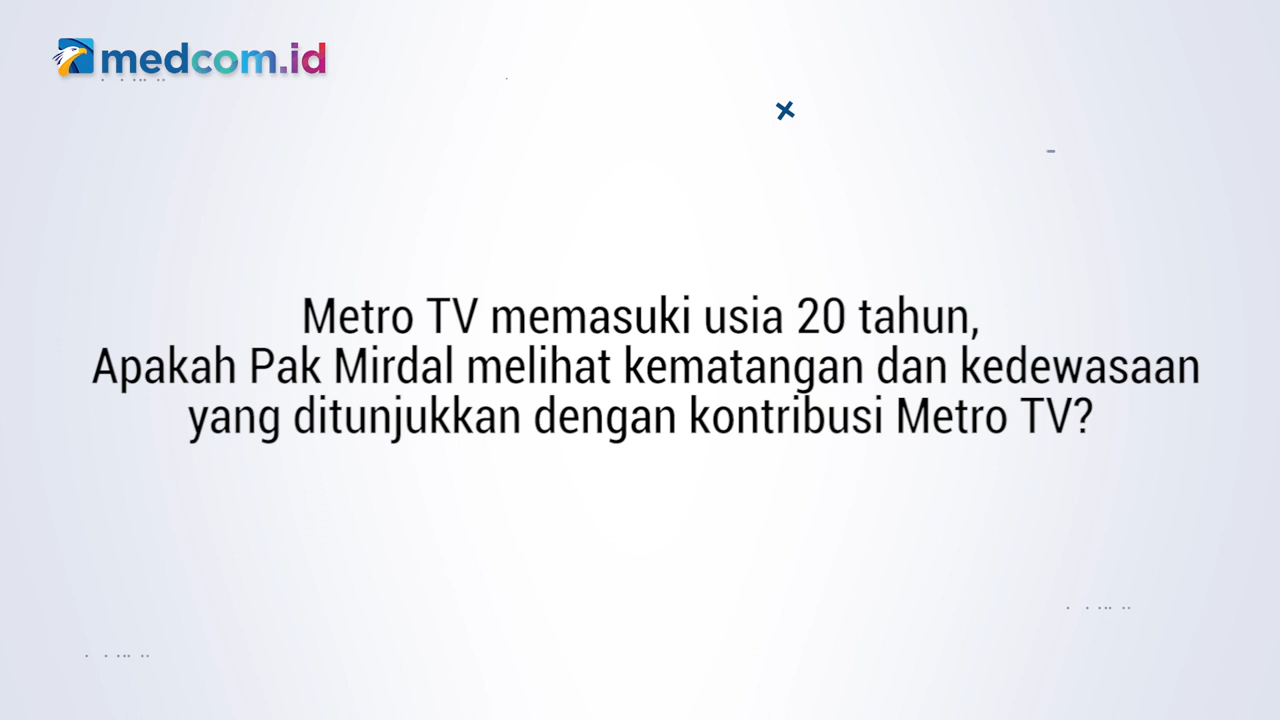 medcom.id
Metro TV memasuki usia 20 tahun,
Apakah Pak Mirdal melihat kematangan dan kedewasaan
yang ditunjukkan dengan kontribusi Metro TV?